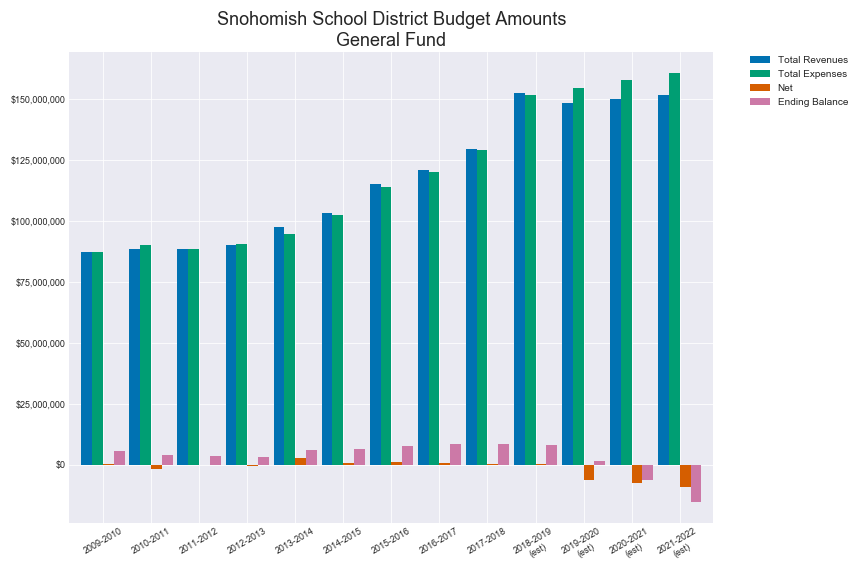 Snohomish School District Budget Amounts
General Fund
Total Revenues
Total Expenses
Net
Ending Balance
$150,000,000
$125,000,000
$100,000,000
$75,000,000
$50,000,000
$25,000,000
$0
2009-2010
2010-2011
2011-2012
2012-2013
2013-2014
2014-2015
2015-2016
2016-2017
2017-2018
2018-2019
(est)
2019-2020
(est)
2020-2021
(est)
2021-2022
(est)